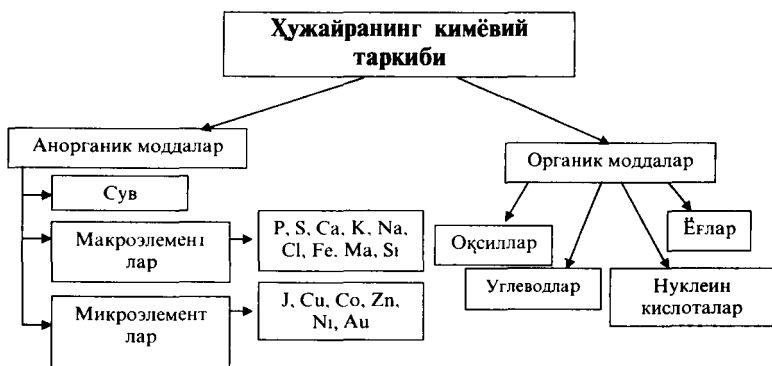 Ҳужайранинг кимёвий
таркиби
Анорганик моддалар
Сув
Макроэлемент
лар
P, S, Ca, K, Na,
Cl, Fe. Ma, Si
Микроэлемент
лар
J, Cu, Co, Zn,
Ni, Au
Органик моддалар
Оқсиллар
Ёғлар
Углеводлар
Нуклеин
кислоталар